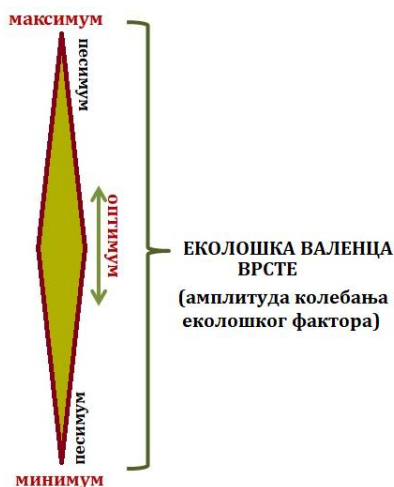 максимум
песимум
оптимум
ЕКОЛОШКА ВАЛЕНЦА
ВРСТЕ
(амплитуда колебања
еколошког фактора)
песимум
минимум